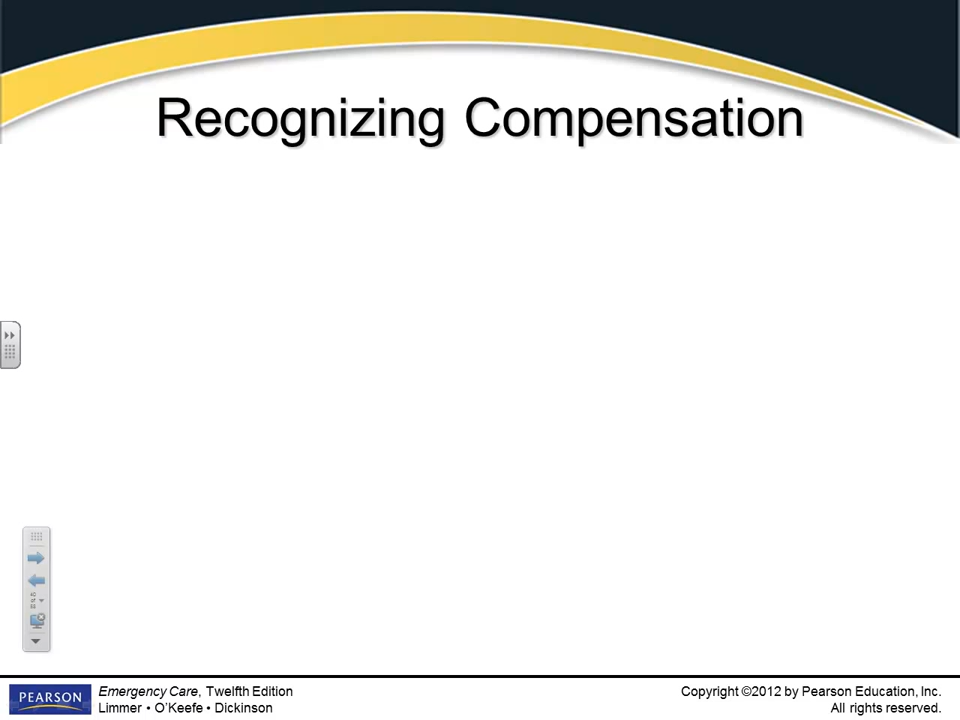 Recognizing Compensation
PEARSON
Emergency Care, Twelfth Edition
Limmer • O'Keefe • Dickinson
Copyright ©2012 by Pearson Education, Inc.
All rights reserved.